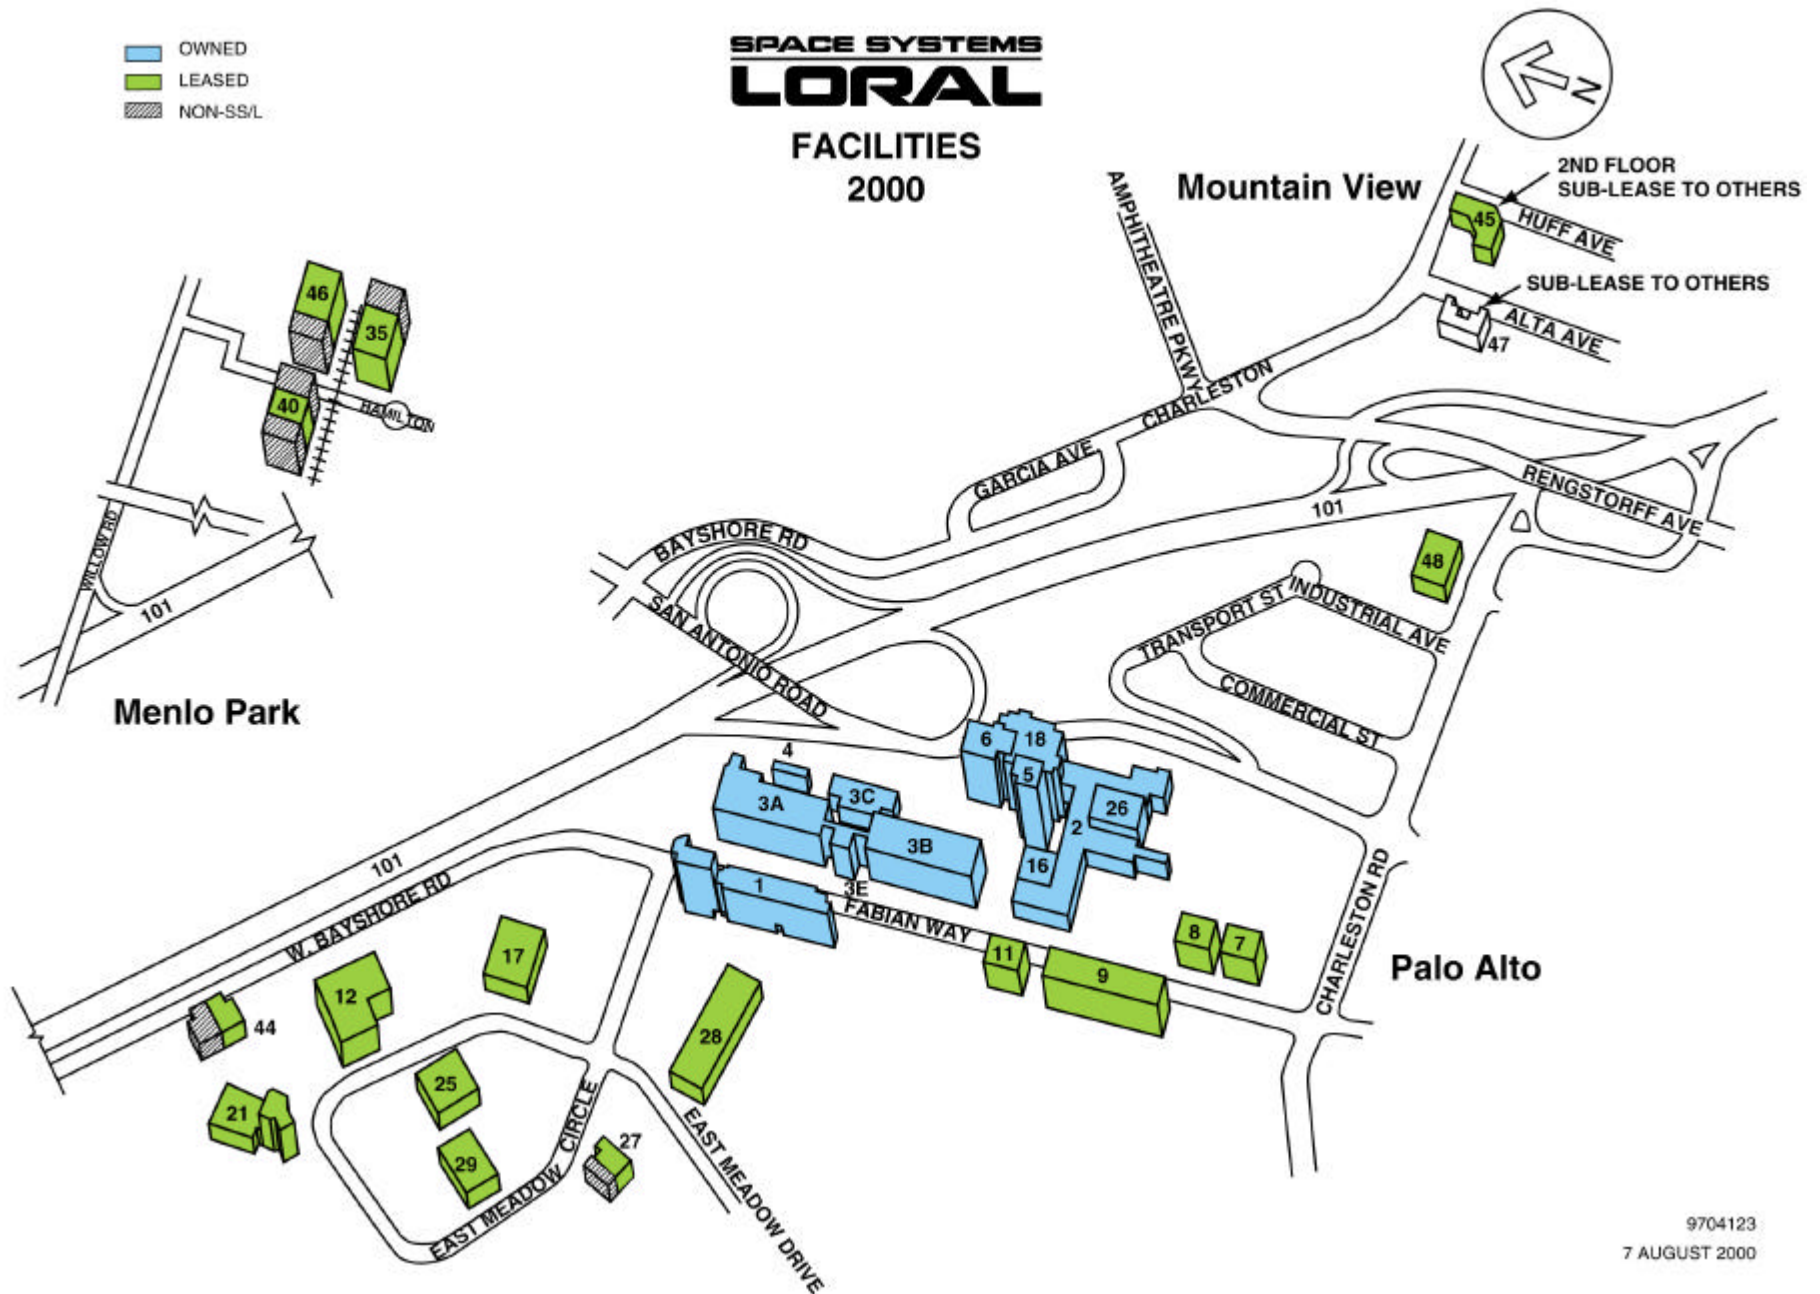 OWNED
LEASED
NON-SS/L
SPACE SYSTEMS
LORAL
FACILITIES
2000
N
Mountain View
2ND FLOOR
SUB-LEASE TO OTHERS
45
HUFF AVE
SUB-LEASE TO OTHERS
ALTA AVE
47
AMPHITHEATRE PKWY
CHARLESTON
GARCIA AVE
46
35
40
HAMILTON
WILLOW RD
101
Menlo Park
BAYSHORE RD
101
RENGSTORFF AVE
48
SAN ANTONIO ROAD
TRANSPORT ST
INDUSTRIAL AVE
COMMERCIAL ST
4
3A
3C
3B
3E
1
6
18
5
26
2
16
101
W. BAYSHORE RD
FABIAN WAY
8
7
11
9
CHARLESTON RD
Palo Alto
17
12
44
28
25
21
29
27
EAST MEADOW
CIRCLE
EAST MEADOW DRIVE
9704123
7 AUGUST 2000